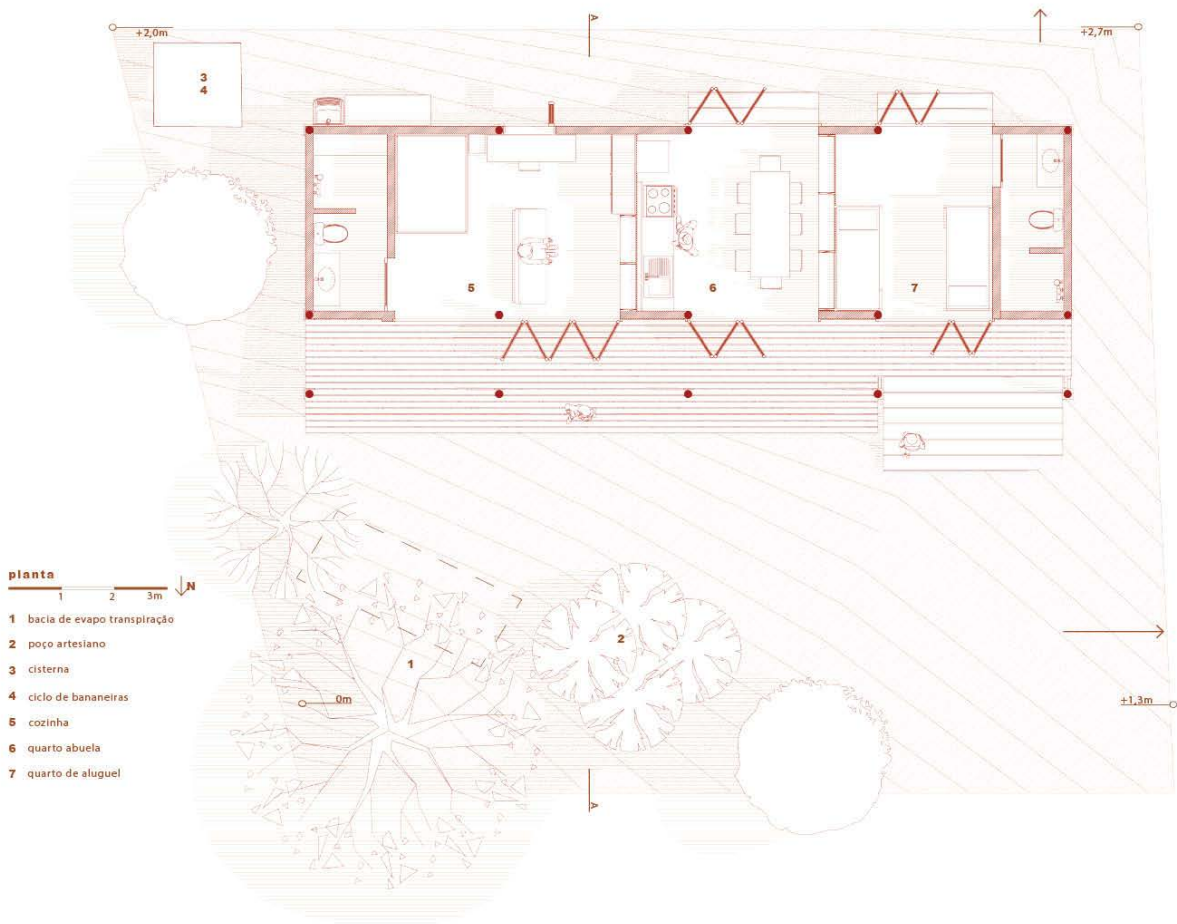 A
+2,0m
+2,7m
3
4
5
6
7
planta
N
1 2 3m
1 bacia de evapo transpiração
2 poço artesiano
3 cisterna
4 ciclo de bananeiras
5 cozinha
6 quarto abuela
7 quarto de aluguel
2
1
0m
+1,3m
A